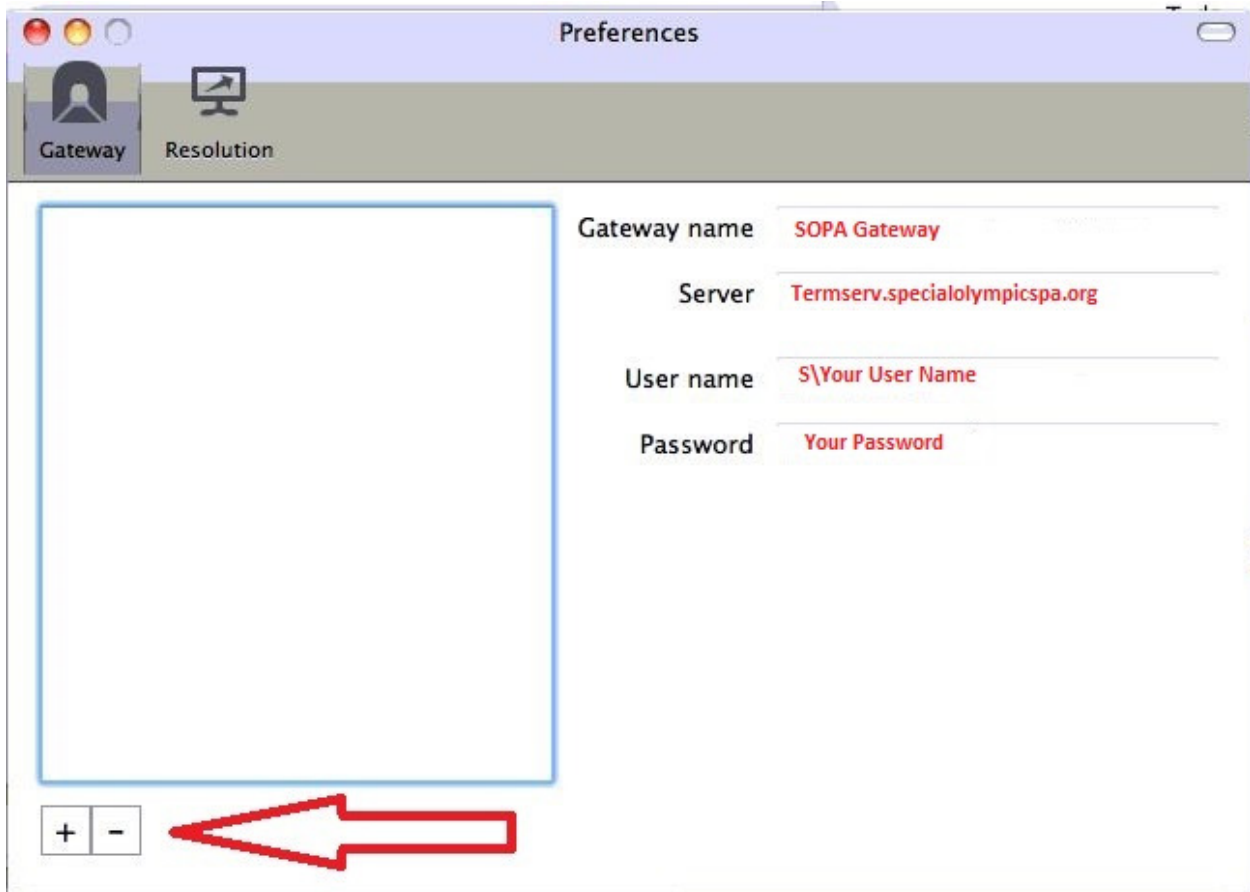 Preferences
Gateway
Resolution
Gateway name SOPA Gateway
Server Termserv.specialolympicspa.org
User name S\Your User Name
Password Your Password
+ -